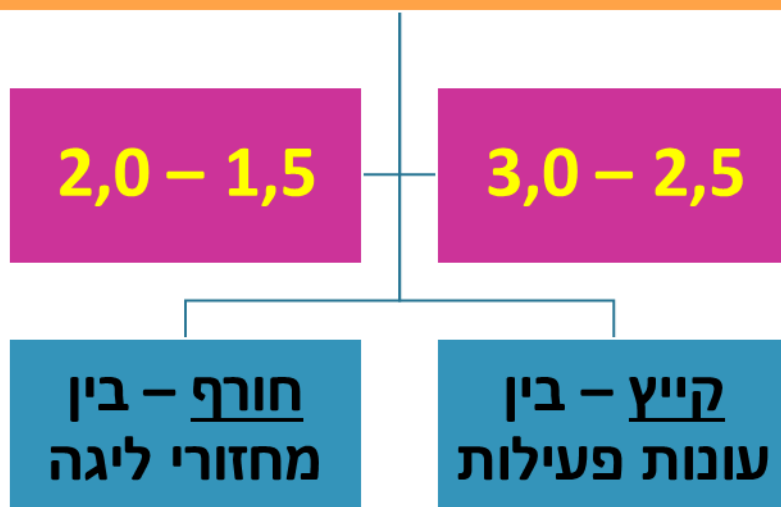 3,0 – 2,5
2,0 – 1,5
קייץ – בין
עונות פעילות
חורף – בין
מחזורי ליגה